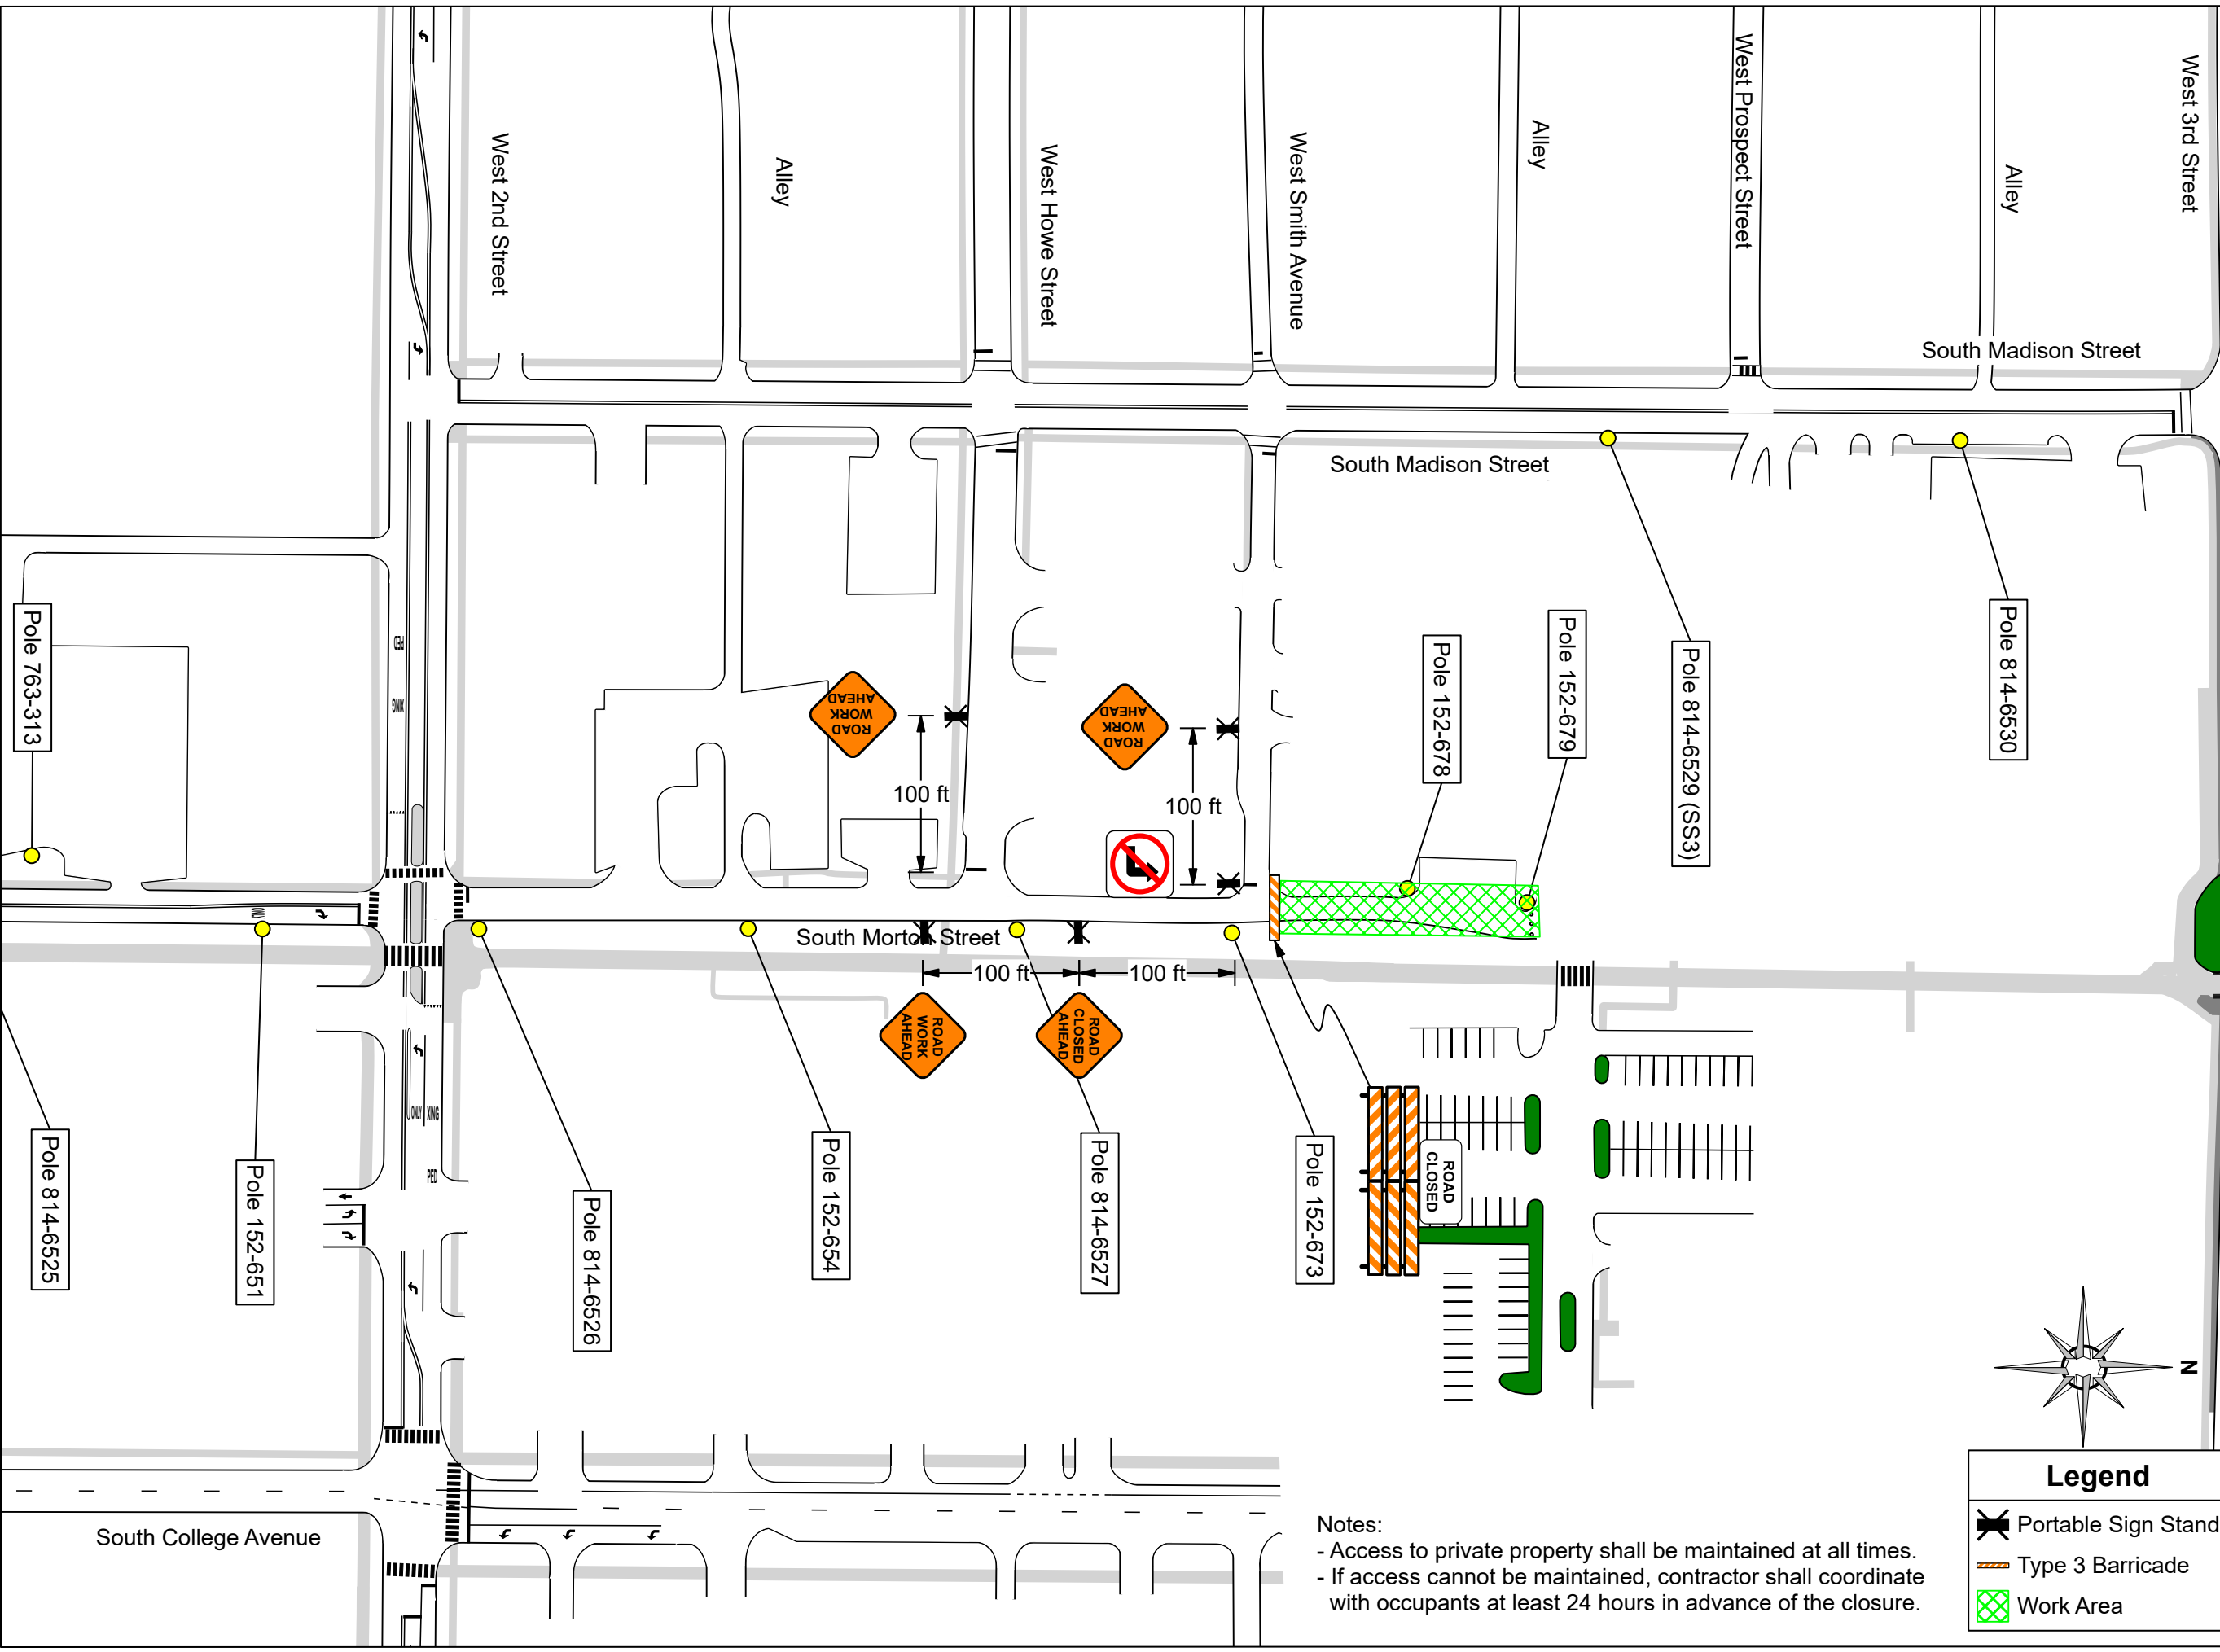 West 2nd Street
Alley
West Howe Street
West Smith Avenue
Alley
West Prospect Street
Alley
West 3rd Street
South Madison Street
South Madison Street
Pole 763-313
PED
XING
ROAD
WORK
AHEAD
100 ft
ROAD
WORK
AHEAD
100 ft
Pole 152-678
Pole 152-679
Pole 814-6529 (SS3)
Pole 814-6530
ONLY
South Morton Street
100 ft
100 ft
ROAD
WORK
AHEAD
ROAD
CLOSED
AHEAD
ONLY
XING
PED
Pole 814-6525
Pole 152-651
Pole 814-6526
Pole 152-654
Pole 814-6527
Pole 152-673
ROAD
CLOSED
N
South College Avenue
Notes:
- Access to private property shall be maintained at all times.
- If access cannot be maintained, contractor shall coordinate
with occupants at least 24 hours in advance of the closure.
Legend
Portable Sign Stand
Type 3 Barricade
Work Area